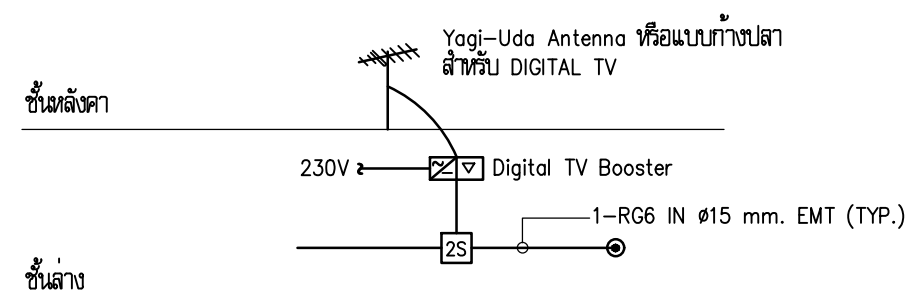 Yagi-Uda Antenna หรือแบบก้างปลา
สำหรับ DIGITAL TV
ชั้นหลังคา
230V
Digital TV Booster
1-RG6 IN ø15 mm. EMT (TYP.)
2S
ชั้นล่าง